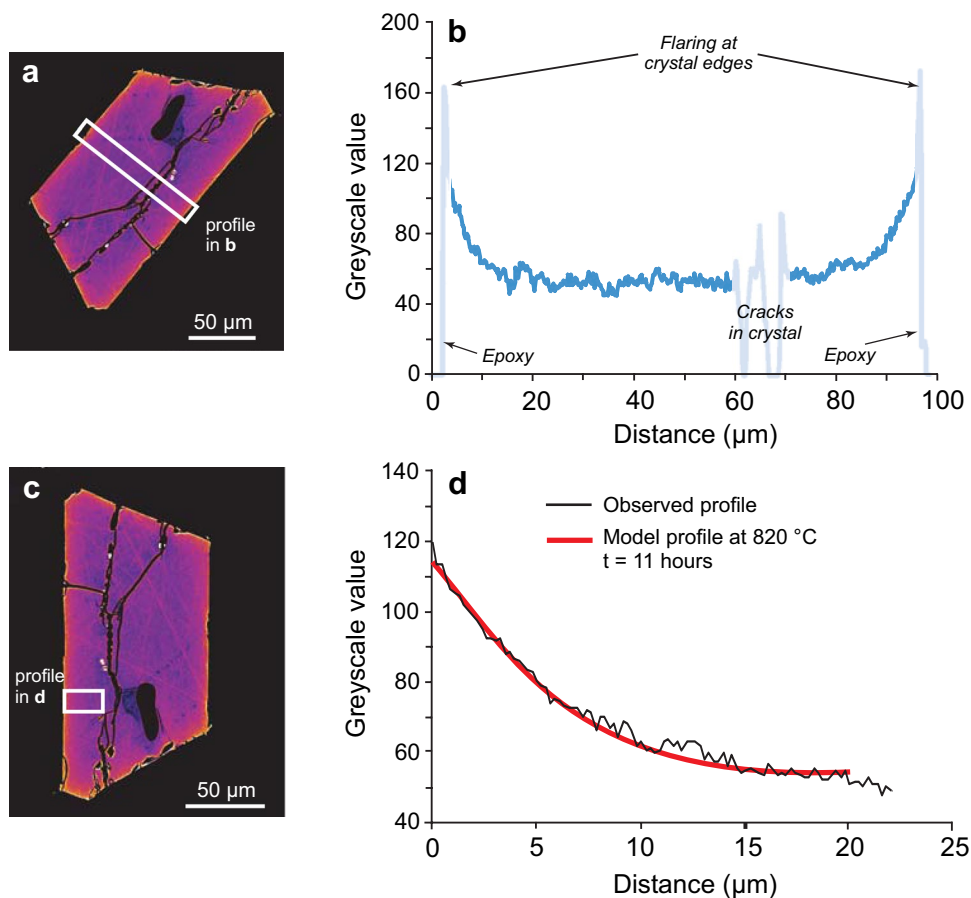 a
profile
in b
50 μm
b
Greyscale value
200
160
120
80
40
0
Flaring at
crystal edges
Cracks
in crystal
Epoxy
Epoxy
0 20 40 60 80 100
Distance (μm)
c
profile
in d
50 μm
d
Greyscale value
140
120
100
80
60
40
Observed profile
Model profile at 820 °C
t = 11 hours
0 5 10 15 20 25
Distance (μm)